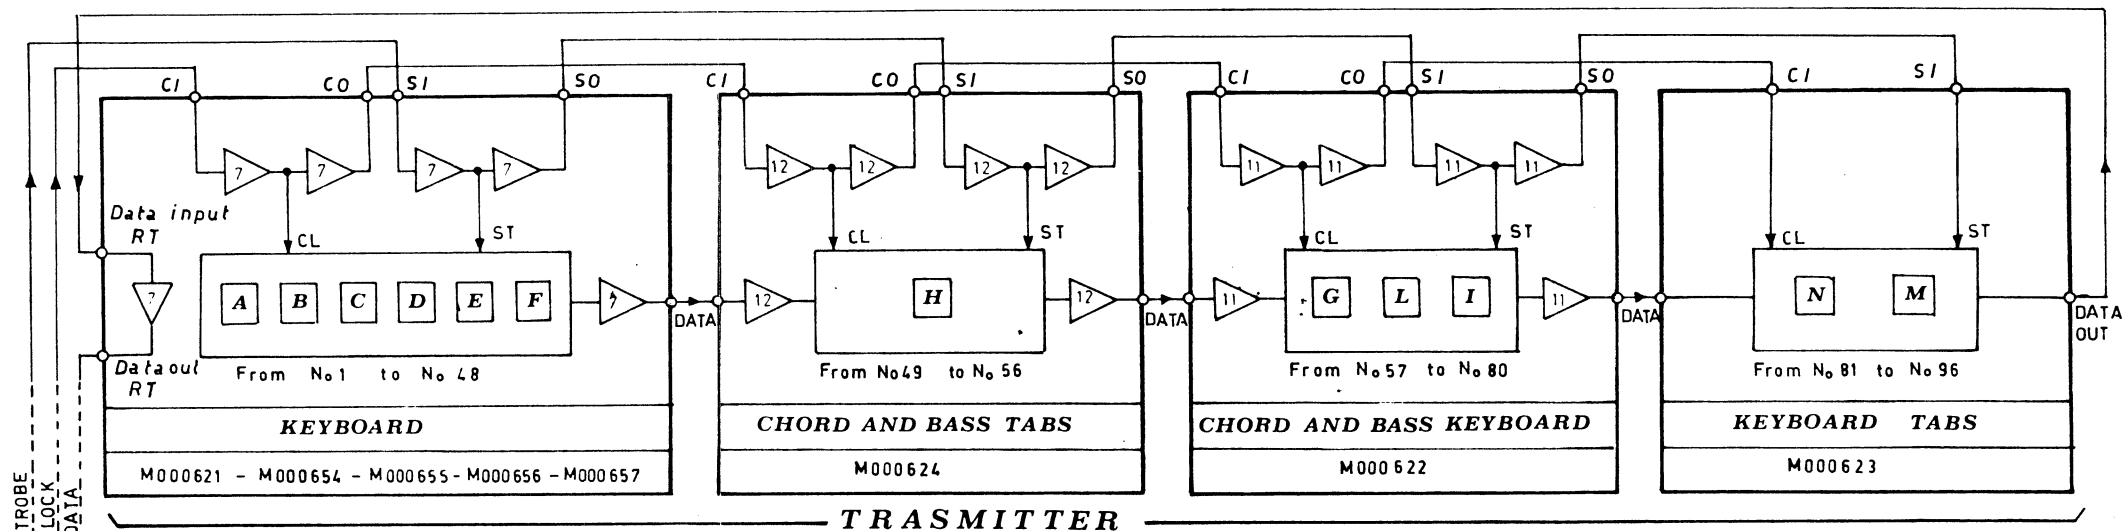 CI CO SI SO CI CO SI SO CI CO SI SO CI SI
7 7 7 7 12 12 12 12 11 11 11 11
Data input
RT
CL ST CL ST CL ST CL ST
7
A B C D E F
7
DATA
12
H
12
DATA
11
G L I
11
DATA
N M
DATA
OUT
Data out
RT
From No 1 to No 48
From No 49 to No 56
From No 57 to No 80
From No 81 to No 96
KEYBOARD
CHORD AND BASS TABS
CHORD AND BASS KEYBOARD
KEYBOARD TABS
M000621 - M000654 - M000655 - M000656 - M000657
M000624
M000622
M000623
TROBE
LOCK
DATA
TRASMITTER